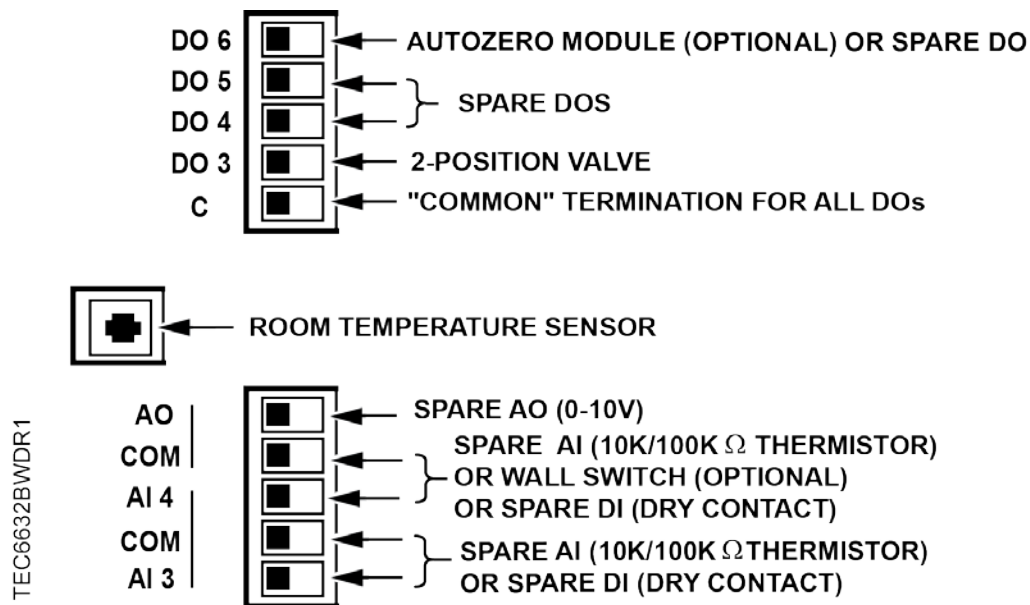 DO 6 AUTOZERO MODULE (OPTIONAL) OR SPARE DO
DO 5
SPARE DOS
DO 4
DO 3 2-POSITION VALVE
C "COMMON" TERMINATION FOR ALL DOs
ROOM TEMPERATURE SENSOR
AO SPARE AO (0-10V)
COM SPARE AI (10K/100K Ω THERMISTOR)
OR WALL SWITCH (OPTIONAL)
AI 4 OR SPARE DI (DRY CONTACT)
COM SPARE AI (10K/100K Ω THERMISTOR)
AI 3 OR SPARE DI (DRY CONTACT)
TEC6632BWDR1